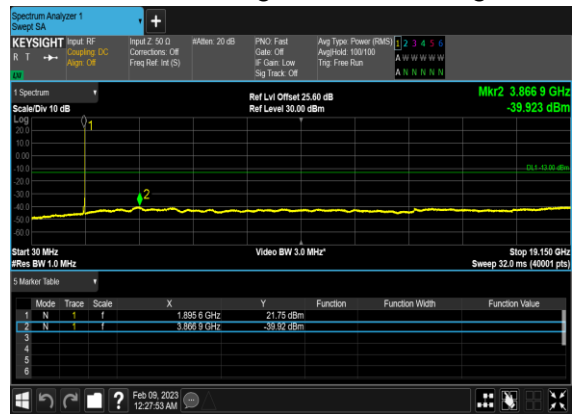 Spectrum Analyzer 1
Swept SA
KEYSIGHT Input: RF Input Z: 50 Ω #Atten: 20 dB PNO: Fast Avg Type: Power (RMS) 1 2 3 4 5 6
R T Coupling: DC Corrections: Off Gate: Off Avg|Hold: 100/100 A W W W W W
Align: Off Freq Ref: Int (S) IF Gain: Low Trig: Free Run
Sig Track: Off A N N N N N
1 Spectrum Ref Lvl Offset 25.60 dB Mkr2 3.866 9 GHz
Scale/Div 10 dB Ref Level 30.00 dBm -39.923 dBm
Log
20.0
10.0
0.00
-10.0
-20.0
-30.0
-40.0
-50.0
-60.0
1
2
DL1 -13.00 dBm
Start 30 MHz Video BW 3.0 MHz* Stop 19.150 GHz
#Res BW 1.0 MHz Sweep 32.0 ms (40001 pts)
5 Marker Table
Mode Trace Scale X Y Function Function Width Function Value
1 N 1 f 1.895 6 GHz 21.75 dBm
2 N 1 f 3.866 9 GHz -39.92 dBm
3
4
5
6
? Feb 09, 2023
12:27:53 AM